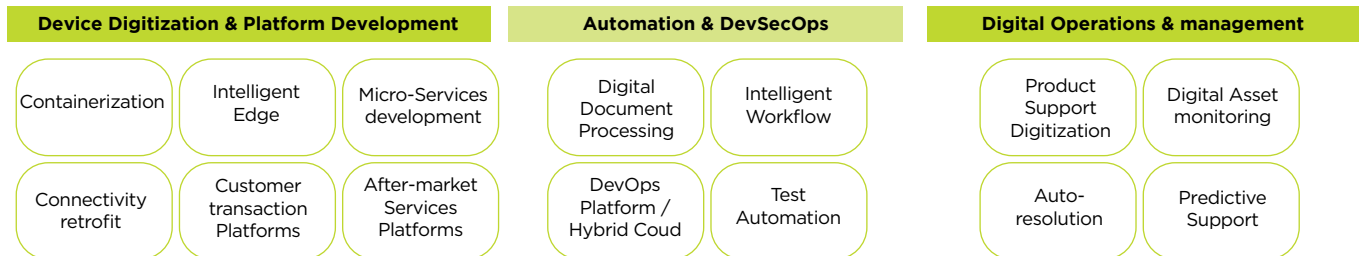 Device Digitization & Platform Development
Containerization
Intelligent
Edge
Micro-Services
development
Connectivity
retrofit
Customer
transaction
Platforms
After-market
Services
Platforms
Automation & DevSecOps
Digital
Document
Processing
Intelligent
Workflow
DevOps
Platform /
Hybrid Coud
Test
Automation
Digital Operations & management
Product
Support
Digitization
Digital Asset
monitoring
Auto-
resolution
Predictive
Support